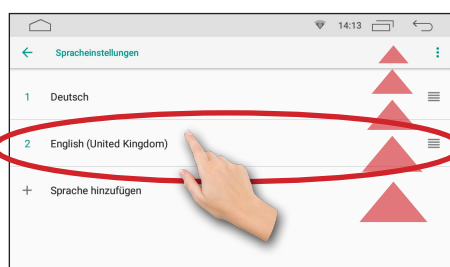 14:13
Spracheinstellungen
1 Deutsch
2 English (United Kingdom)
+ Sprache hinzufügen